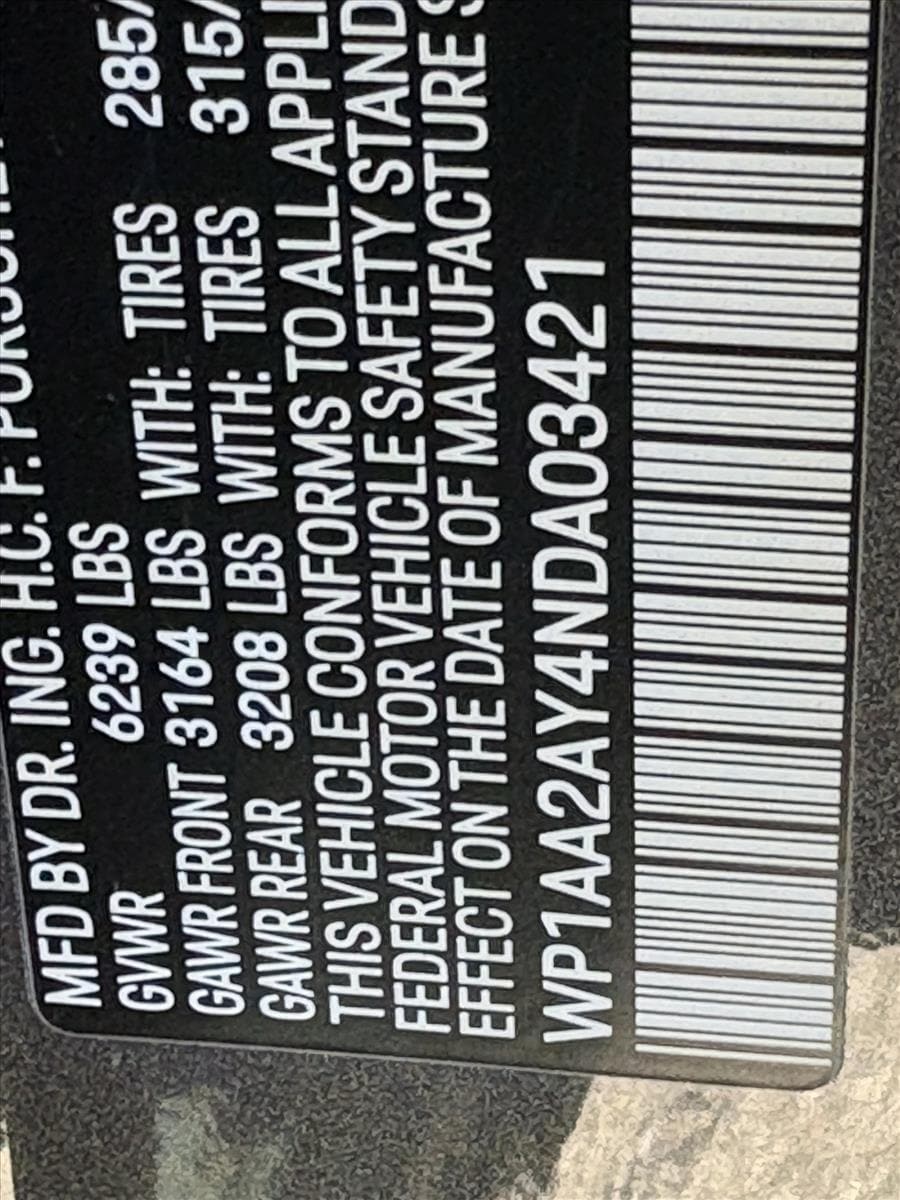 MFD BY DR. ING. H.C. F. PORSCHE
GVWR 6239 LBS
GAWR FRONT 3164 LBS WITH: TIRES 285/
GAWR REAR 3208 LBS WITH: TIRES 315/
THIS VEHICLE CONFORMS TO ALL APPLI
FEDERAL MOTOR VEHICLE SAFETY STAND
EFFECT ON THE DATE OF MANUFACTURE S
WP1AA2AY4NDA03421